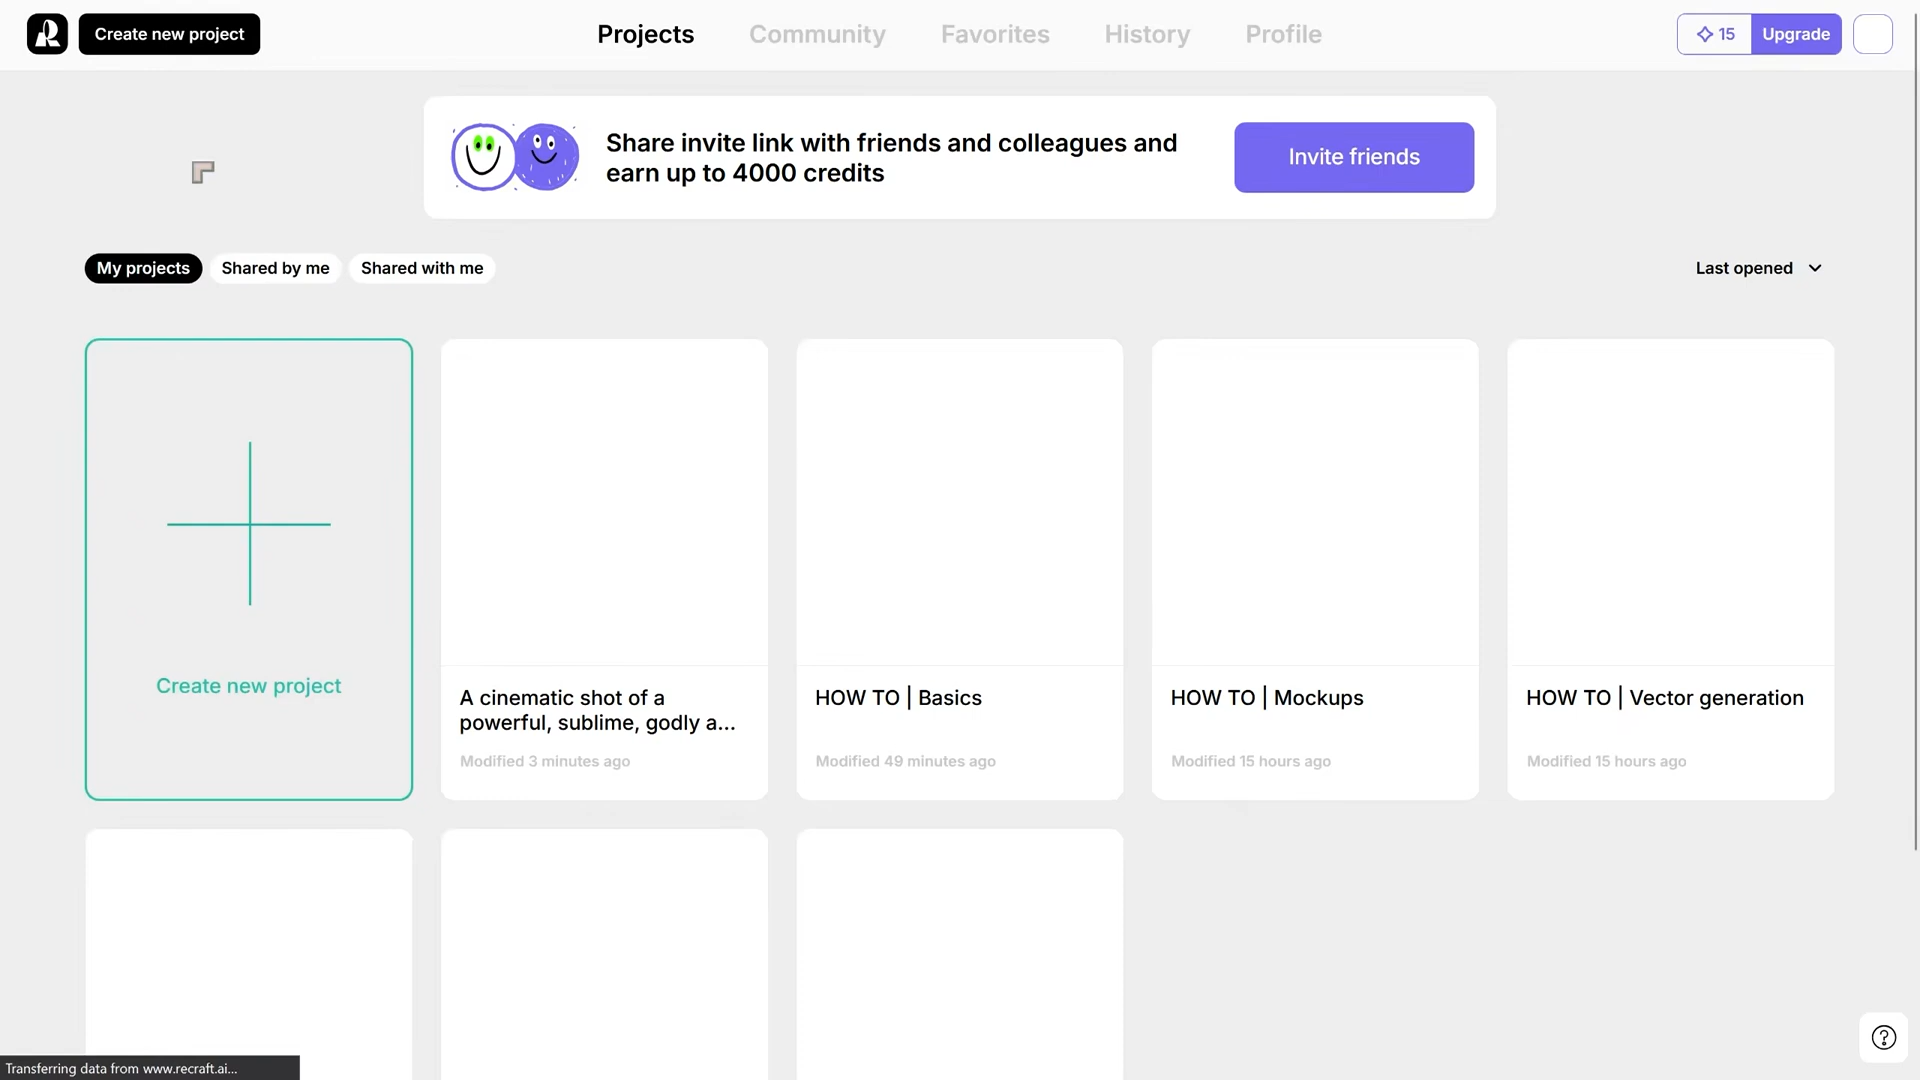 Create new project
Projects
Community
Favorites
History
Profile
15
Upgrade
Share invite link with friends and colleagues and
earn up to 4000 credits
Invite friends
My projects
Shared by me
Shared with me
Last opened
Create new project
A cinematic shot of a
powerful, sublime, godly a...
Modified 3 minutes ago
HOW TO | Basics
Modified 49 minutes ago
HOW TO | Mockups
Modified 15 hours ago
HOW TO | Vector generation
Modified 15 hours ago
Transferring data from www.recraft.ai...